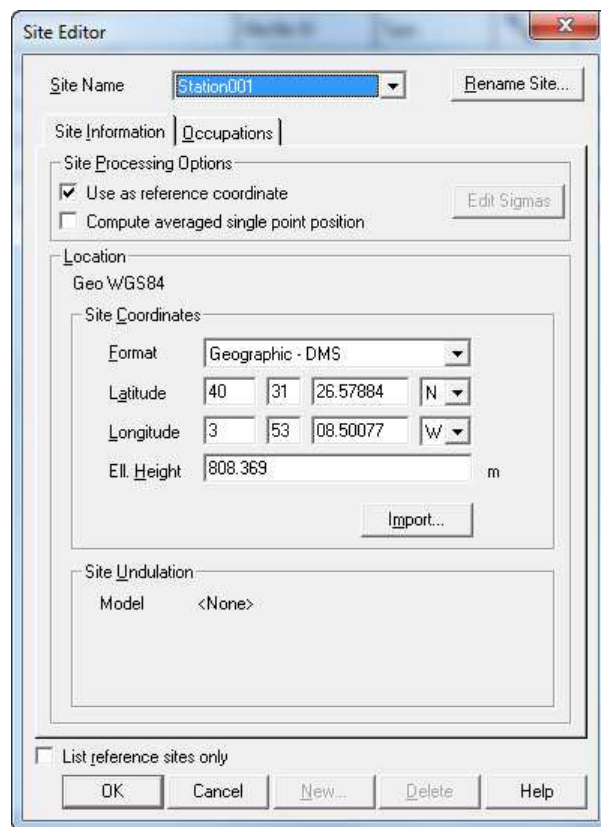 Site Editor
Site Name Station001 Rename Site...
Site Information Occupations
Site Processing Options
Use as reference coordinate
Edit Sigmas
Compute averaged single point position
Location
Geo WGS84
Site Coordinates
Format Geographic - DMS
Latitude 40 31 26.57884 N
Longitude 3 53 08.50077 W
Ell. Height 808.369 m
Import...
Site Undulation
Model <None>
List reference sites only
OK Cancel New... Delete Help